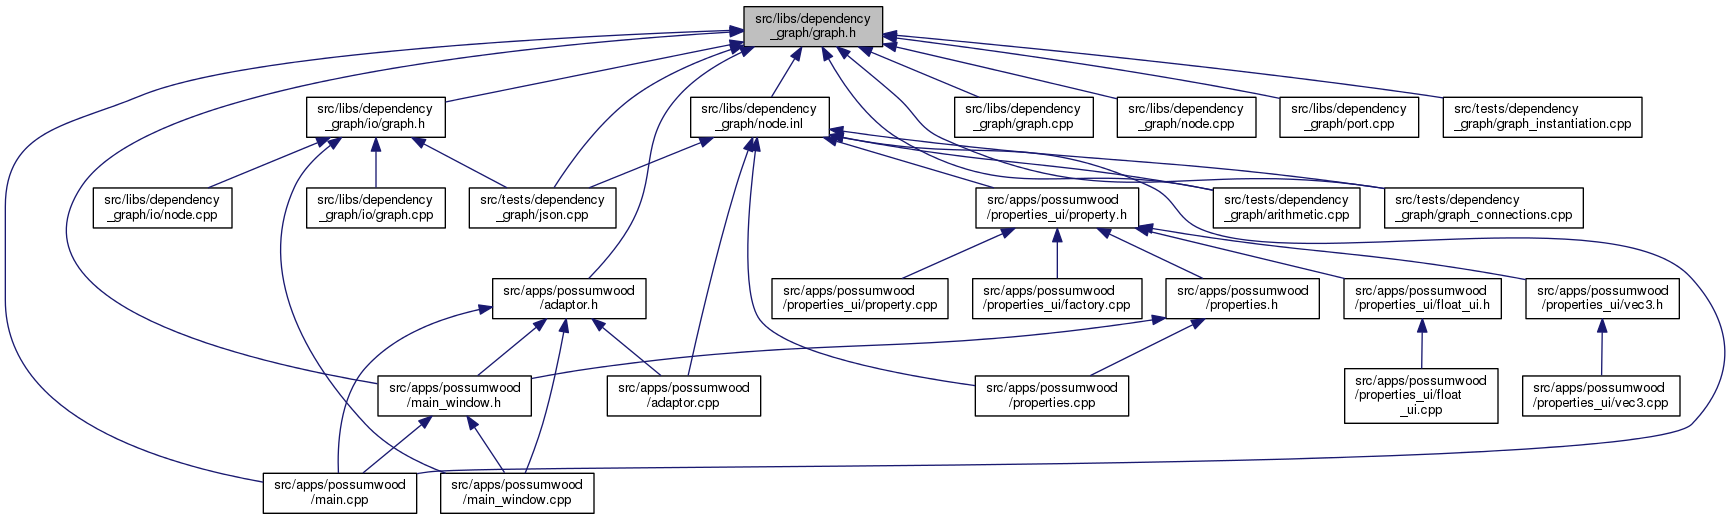 src/libs/dependency
_graph/graph.h
src/libs/dependency
_graph/io/graph.h
src/libs/dependency
_graph/node.inl
src/libs/dependency
_graph/graph.cpp
src/libs/dependency
_graph/node.cpp
src/libs/dependency
_graph/port.cpp
src/tests/dependency
_graph/graph_instantiation.cpp
src/libs/dependency
_graph/io/node.cpp
src/libs/dependency
_graph/io/graph.cpp
src/tests/dependency
_graph/json.cpp
src/apps/possumwood
/properties_ui/property.h
src/tests/dependency
_graph/arithmetic.cpp
src/tests/dependency
_graph/graph_connections.cpp
src/apps/possumwood
/adaptor.h
src/apps/possumwood
/properties_ui/property.cpp
src/apps/possumwood
/properties_ui/factory.cpp
src/apps/possumwood
/properties.h
src/apps/possumwood
/properties_ui/float_ui.h
src/apps/possumwood
/properties_ui/vec3.h
src/apps/possumwood
/main_window.h
src/apps/possumwood
/adaptor.cpp
src/apps/possumwood
/properties.cpp
src/apps/possumwood
/properties_ui/float
_ui.cpp
src/apps/possumwood
/properties_ui/vec3.cpp
src/apps/possumwood
/main.cpp
src/apps/possumwood
/main_window.cpp